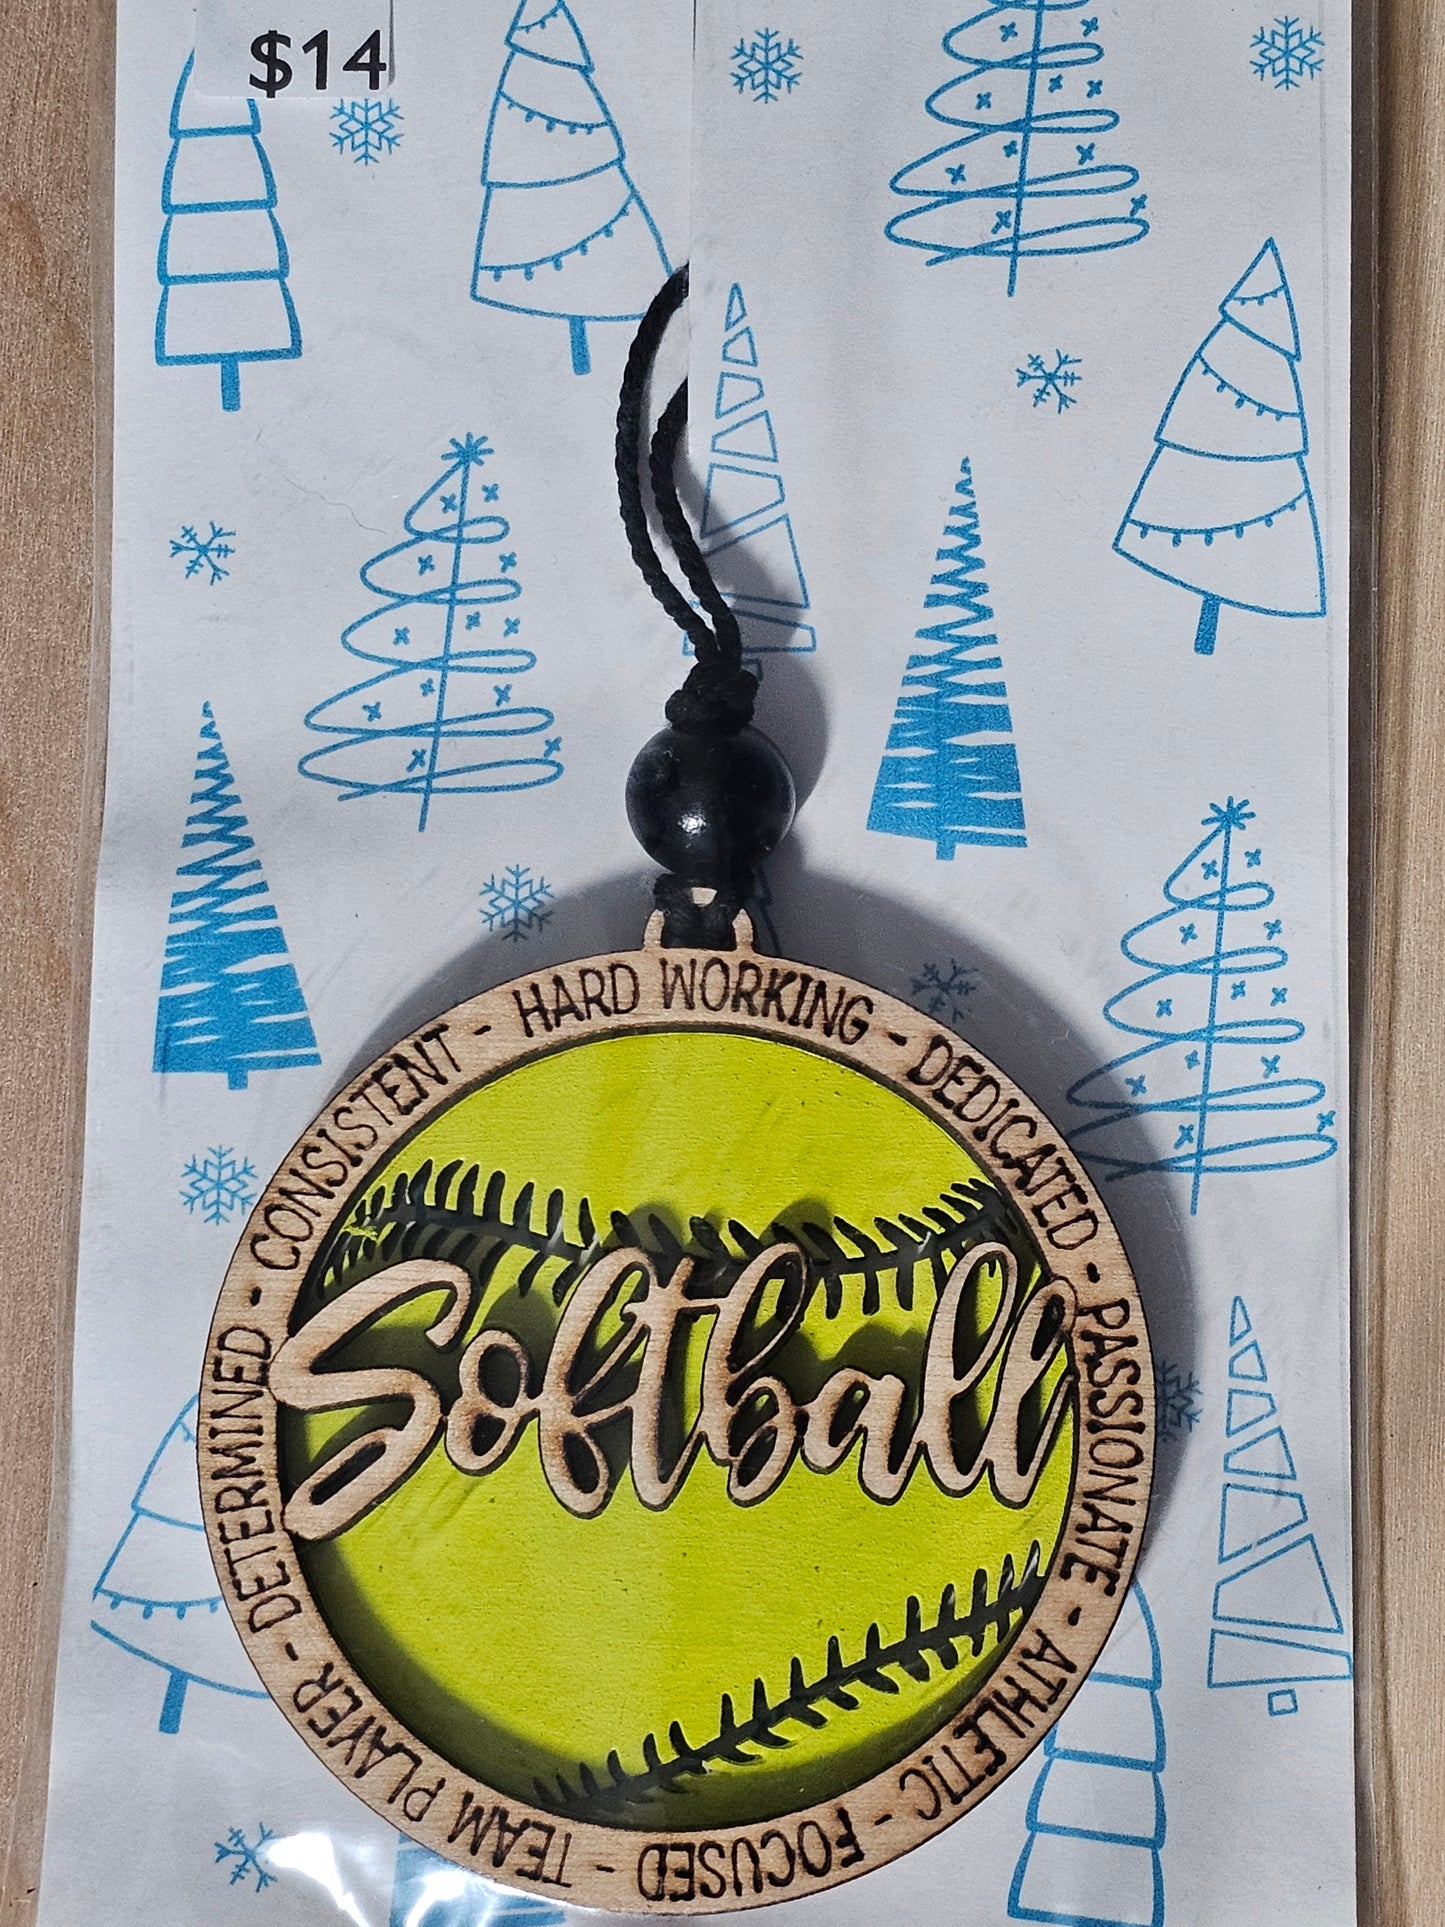 $14
HARD WORKING - DEDICATED - PASSIONATE - ATHLETIC - FOCUSED - TEAM PLAYER - DETERMINED - CONSISTENT -
Softball